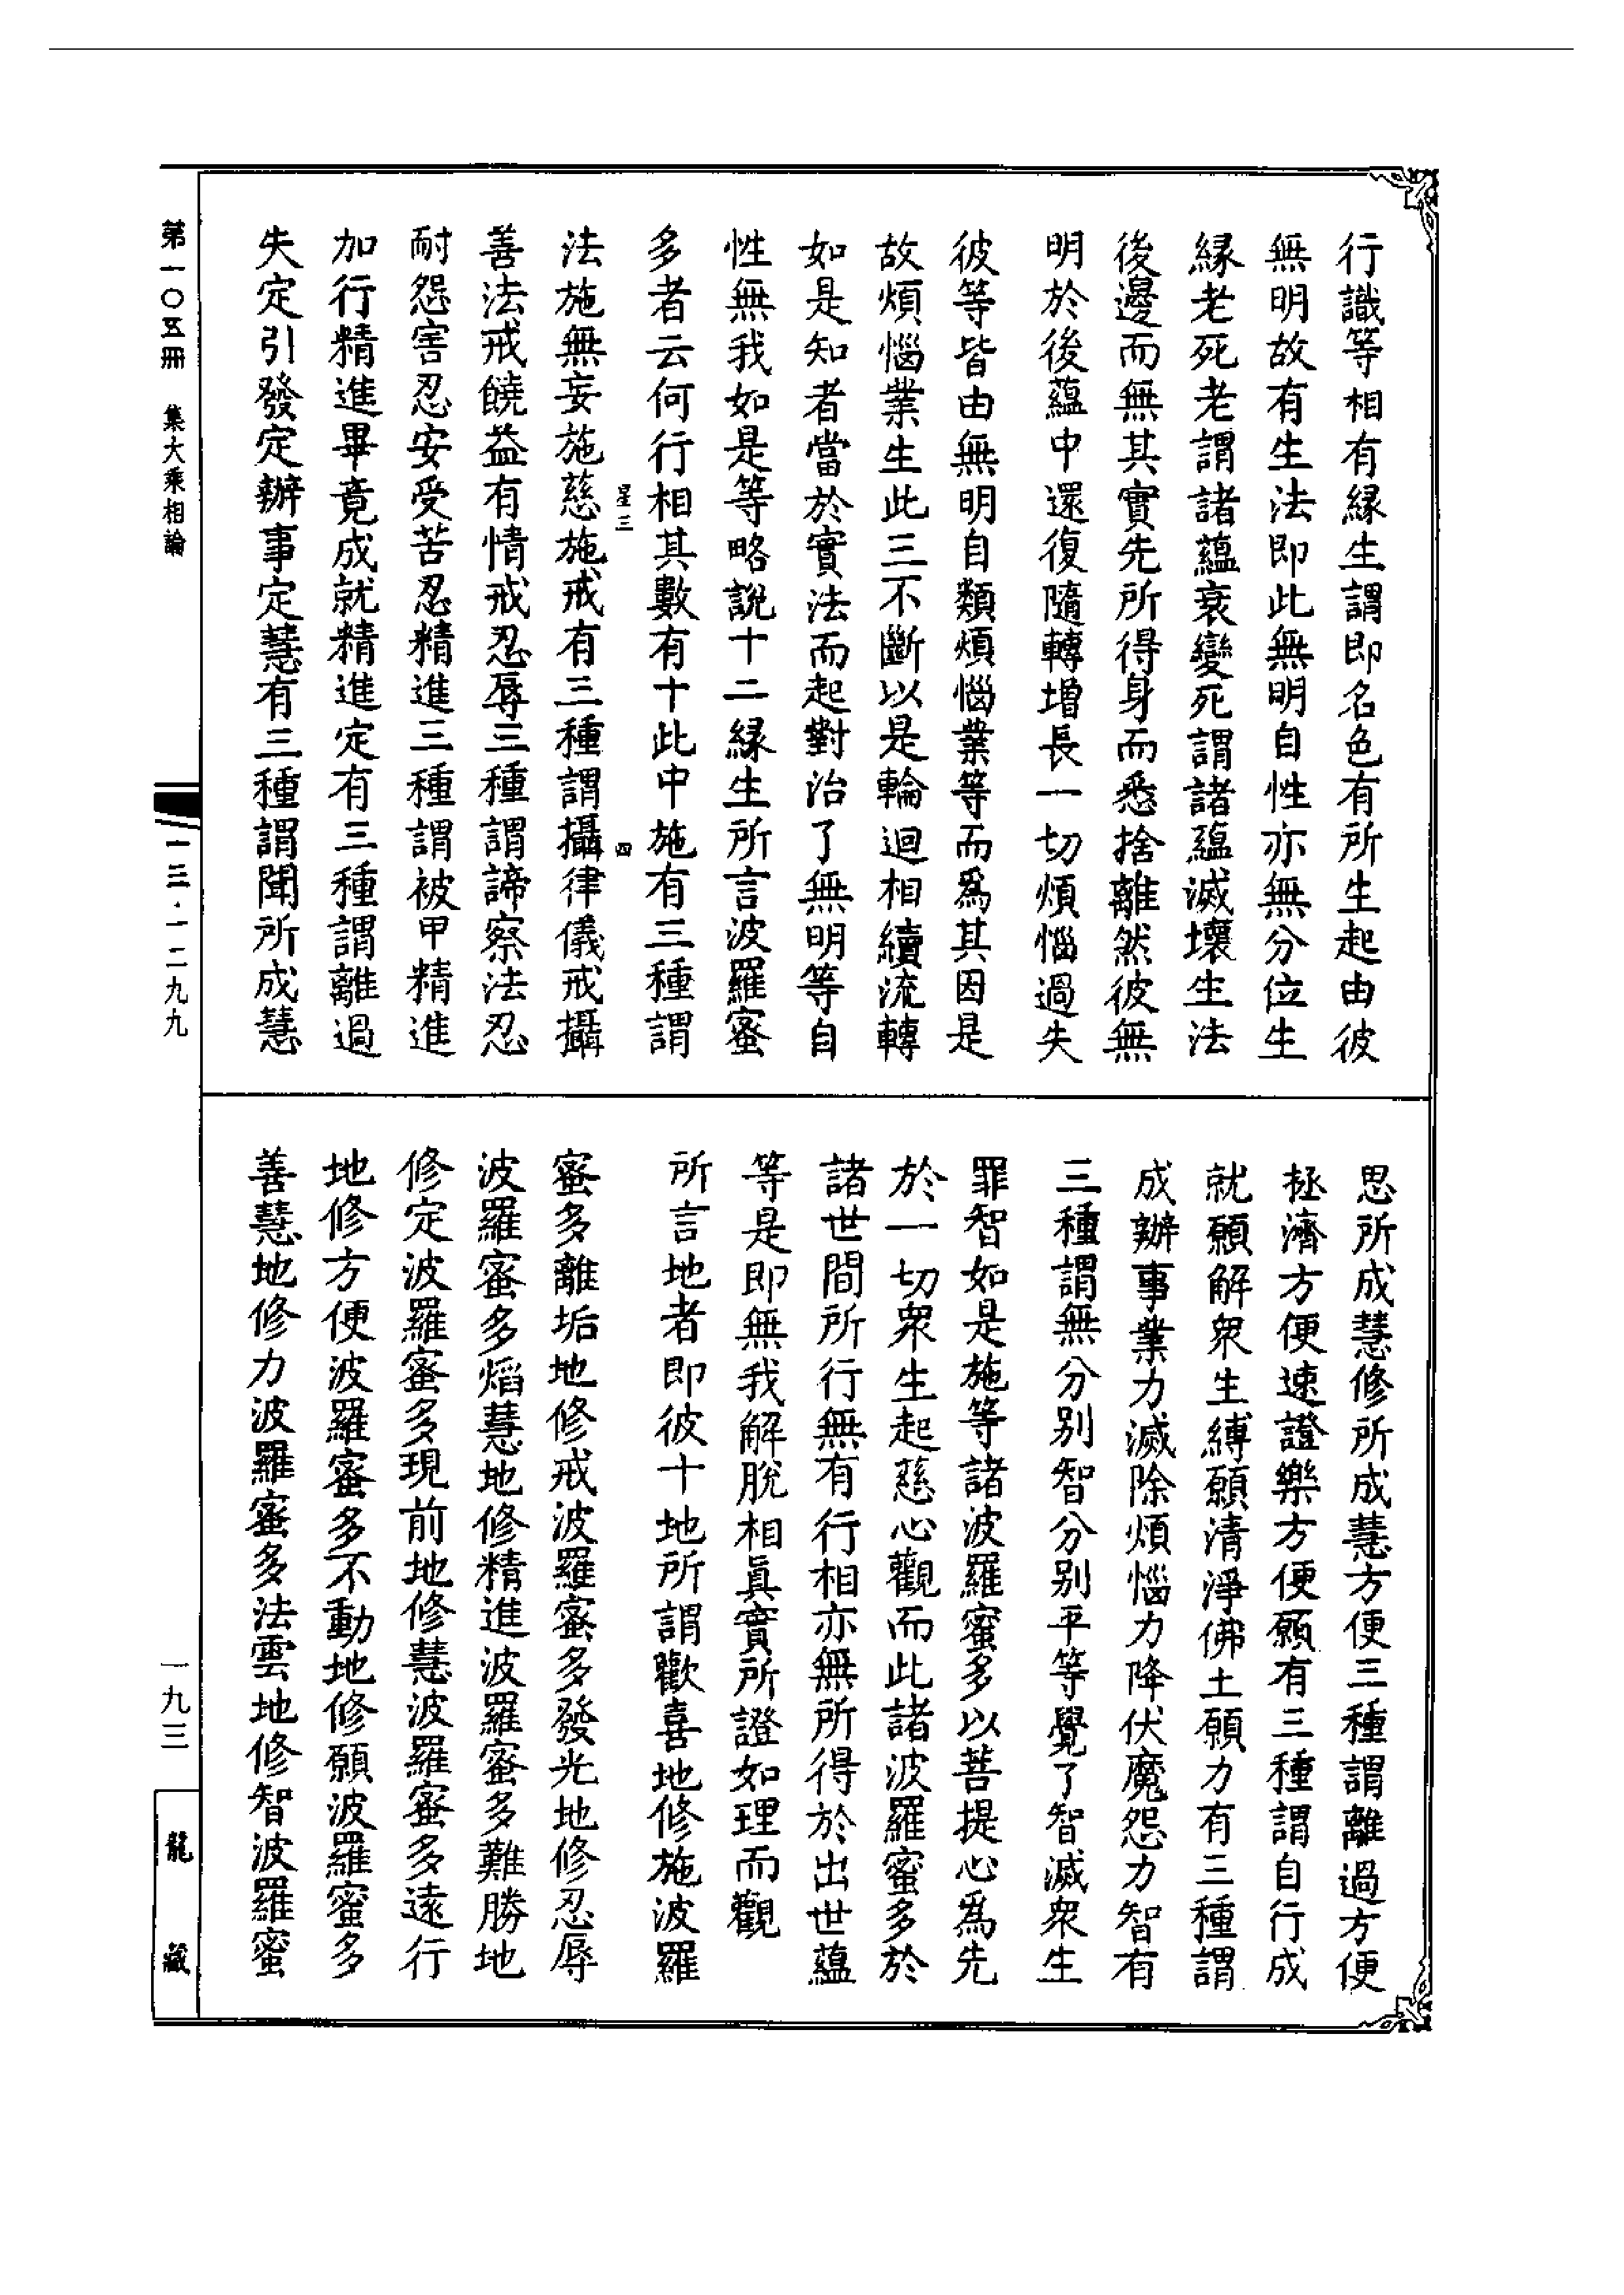 行識等相有緣生謂即名色有所生起由彼
無明故有生法即此無明自性亦無分位生
緣老死老謂諸蘊衰變死謂諸蘊滅壞生法
後邊而無其實先所得身而悉捨離然彼無
明於後蘊中還復隨轉增長一切煩惱過失
彼等皆由無明自類煩惱業等而為其因是
故煩惱業生此三不斷以是輪迴相續流轉
如是知者當於實法而起對治了無明等自
性無我如是等略說十二緣生所言波羅蜜
多者云何行相其數有十此中施有三種謂
星三 四
法施無妄施慈施戒有三種謂攝律儀戒攝
善法戒饒益有情戒忍辱三種謂諦察法忍
耐怨害忍安受苦忍精進三種謂被甲精進
加行精進畢竟成就精進定有三種謂離過
失定引發定辦事定慧有三種謂聞所成慧
思所成慧修所成慧方便三種謂離過方便
拯濟方便速證樂方便願有三種謂自行成
就願解眾生縛願清淨佛土願力有三種謂
成辦事業力滅除煩惱力降伏魔怨力智有
三種謂無分別智分別平等覺了智滅眾生
罪智如是施等諸波羅蜜多以菩提心為先
於一切眾生起慈心觀而此諸波羅蜜多於
諸世間所行無有行相亦無所得於出世蘊
等是即無我解脫相真實所證如理而觀
所言地者即彼十地所謂歡喜地修施波羅
蜜多離垢地修戒波羅蜜多發光地修忍辱
波羅蜜多焰慧地修精進波羅蜜多難勝地
修定波羅蜜多現前地修慧波羅蜜多遠行
地修方便波羅蜜多不動地修願波羅蜜多
善慧地修力波羅蜜多法雲地修智波羅蜜
第一〇五冊 集大乘相論
一三·一二九九
一九三
龍藏